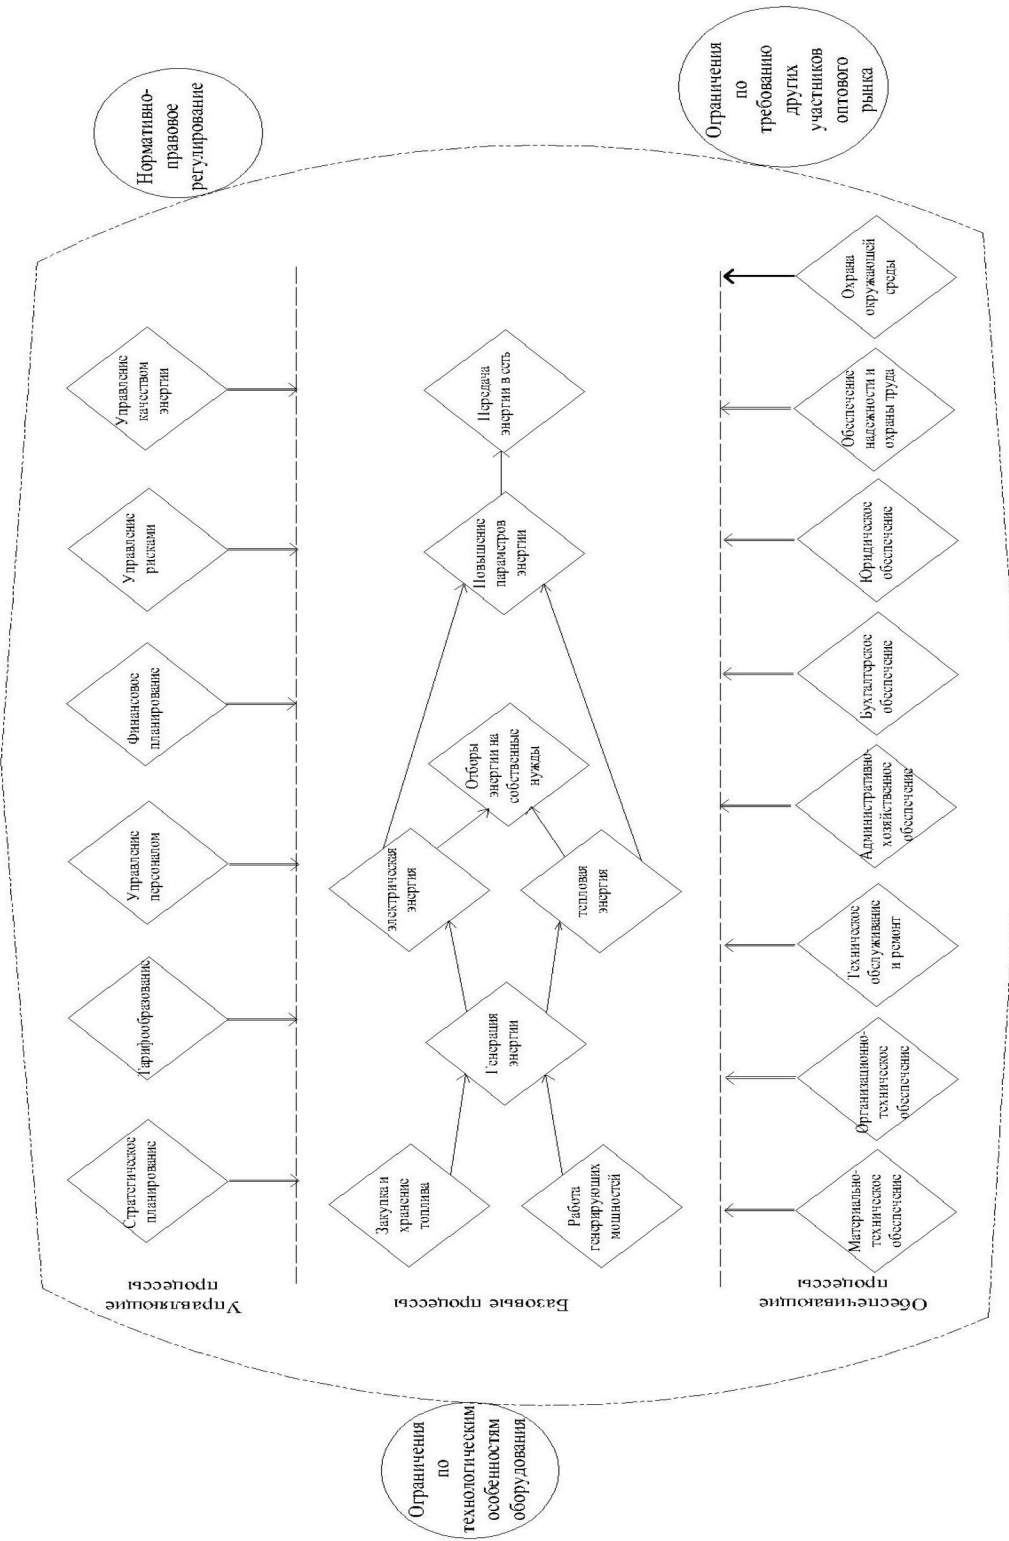 Нормативно-
правовое
регулирование
Ограничения
по
требованию
других
участников
оптового
рынка
Ограничения
по
технологическим
особенностям
оборудования
Управляющие
процессы
Стратегическое
планирование
Тарифообразование
Управление
персоналом
Финансовое
планирование
Управление
рисками
Управление
качеством
энергии
Базовые процессы
Закупка и
хранение
топлива
Работа
генерирующих
мощностей
Генерация
энергии
электрическая
энергия
тепловая
энергия
Отборы
энергии на
собственные
нужды
Повышение
параметров
энергии
Передача
энергии в сеть
Обеспечивающие
процессы
Материально-
техническое
обеспечение
Организационно-
техническое
обеспечение
Техническое
обслуживание
и ремонт
Административно-
хозяйственное
обеспечение
Бухгалтерское
обеспечение
Юридическое
обеспечение
Обеспечение
надежности и
охраны труда
Охрана
окружающей
среды